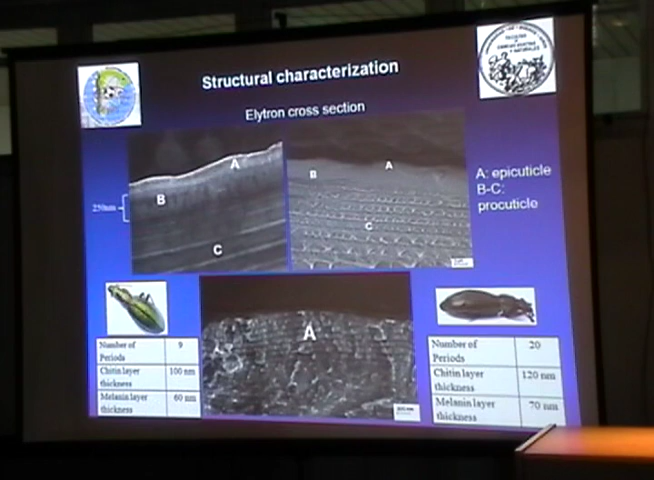 Structural characterization
Elytron cross section
A
B
C
250nm
A
B
C
A: epicuticle
B-C:
procuticle
A
Number of Periods 9
Chitin layer thickness 100 nm
Melanin layer thickness 60 nm
Number of Periods 20
Chitin layer thickness 120 nm
Melanin layer thickness 70 nm